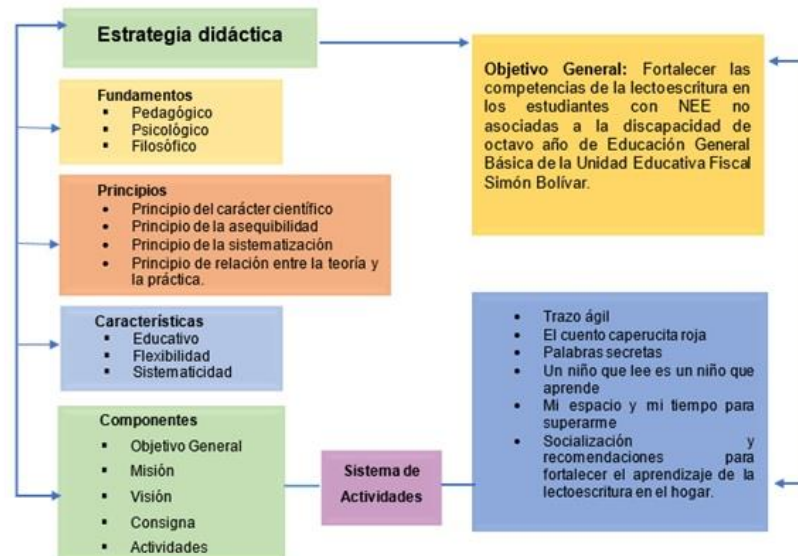 Estrategia didáctica
Fundamentos
▪ Pedagógico
▪ Psicológico
▪ Filosófico
Principios
• Principio del carácter científico
• Principio de la asequibilidad
• Principio de la sistematización
• Principio de relación entre la teoría y
la práctica.
Características
▪ Educativo
▪ Flexibilidad
▪ Sistematicidad
Componentes
▪ Objetivo General
▪ Misión
▪ Visión
▪ Consigna
▪ Actividades
Sistema de
Actividades
Objetivo General: Fortalecer las
competencias de la lectoescritura en
los estudiantes con NEE no
asociadas a la discapacidad de
octavo año de Educación General
Básica de la Unidad Educativa Fiscal
Simón Bolívar.
• Trazo ágil
• El cuento caperucita roja
• Palabras secretas
• Un niño que lee es un niño que
aprende
• Mi espacio y mi tiempo para
superarme
• Socialización y
recomendaciones para
fortalecer el aprendizaje de la
lectoescritura en el hogar.